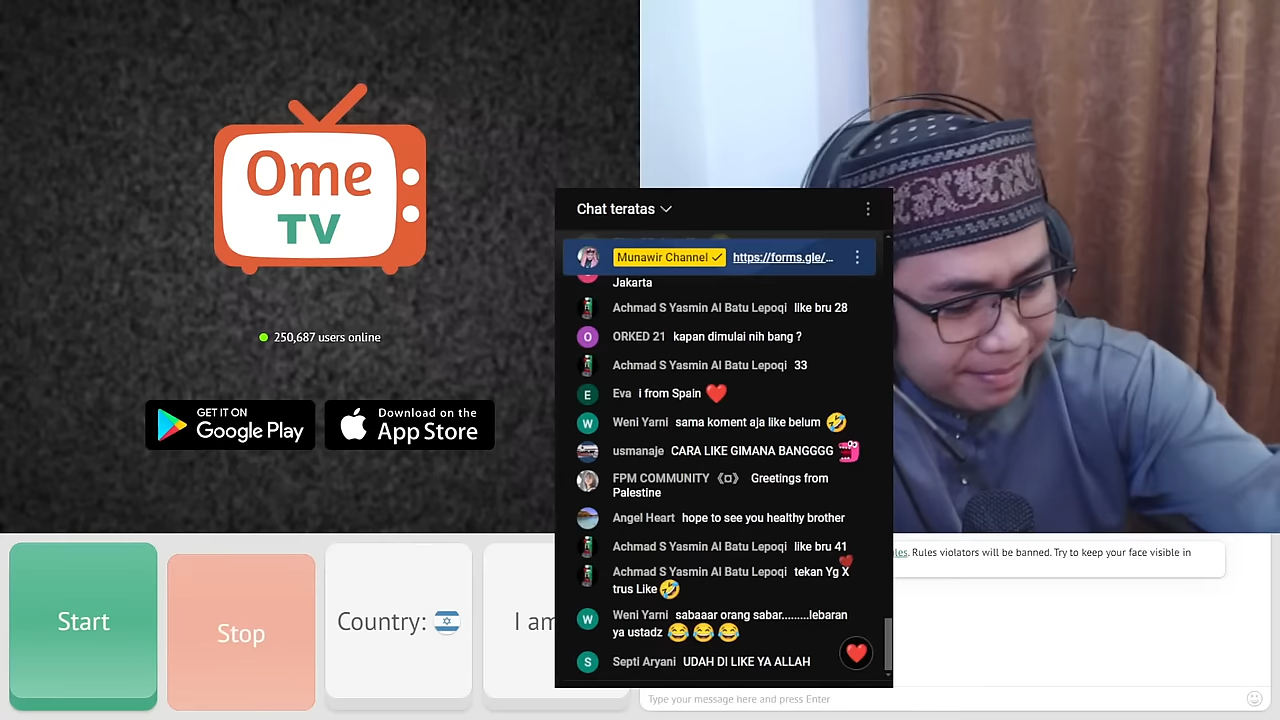 Ome
TV
250,687 users online
GET IT ON
Google Play
Download on the
App Store
Start
Stop
Country:
I am
Chat teratas
Munawir Channel https://forms.gle/...
Jakarta
Achmad S Yasmin Al Batu Lepoqi like bru 28
ORKED 21 kapan dimulai nih bang ?
Achmad S Yasmin Al Batu Lepoqi 33
E Eva i from Spain ❤️
W Weni Yarni sama koment aja like belum 🤣
usmanaje CARA LIKE GIMANA BANGGGG
FPM COMMUNITY 《¤》 Greetings from
Palestine
Angel Heart hope to see you healthy brother
Achmad S Yasmin Al Batu Lepoqi like bru 41
Achmad S Yasmin Al Batu Lepoqi tekan Yg X
trus Like 🤣
W Weni Yarni sabaaar orang sabar.........lebaran
ya ustadz 😂 😂 😂
S Septi Aryani UDAH DI LIKE YA ALLAH
les. Rules violators will be banned. Try to keep your face visible in
Type your message here and press Enter